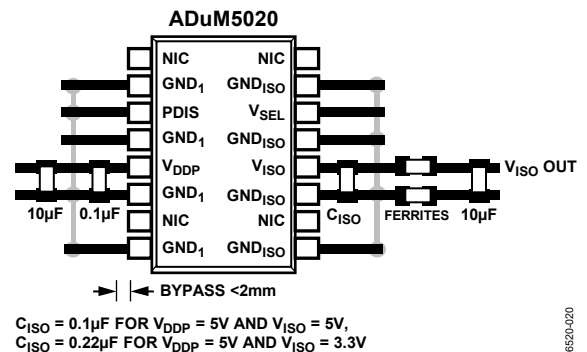 ADuM5020
NIC NIC
GND1 GNDISO
PDIS VSEL
GND1 GNDISO
VDDP VISO VISO OUT
GND1 GNDISO
10µF 0.1µF CISO FERRITES 10µF
NIC NIC
GND1 GNDISO
BYPASS <2mm
CISO = 0.1µF FOR VDDP = 5V AND VISO = 5V,
CISO = 0.22µF FOR VDDP = 5V AND VISO = 3.3V
6520-020